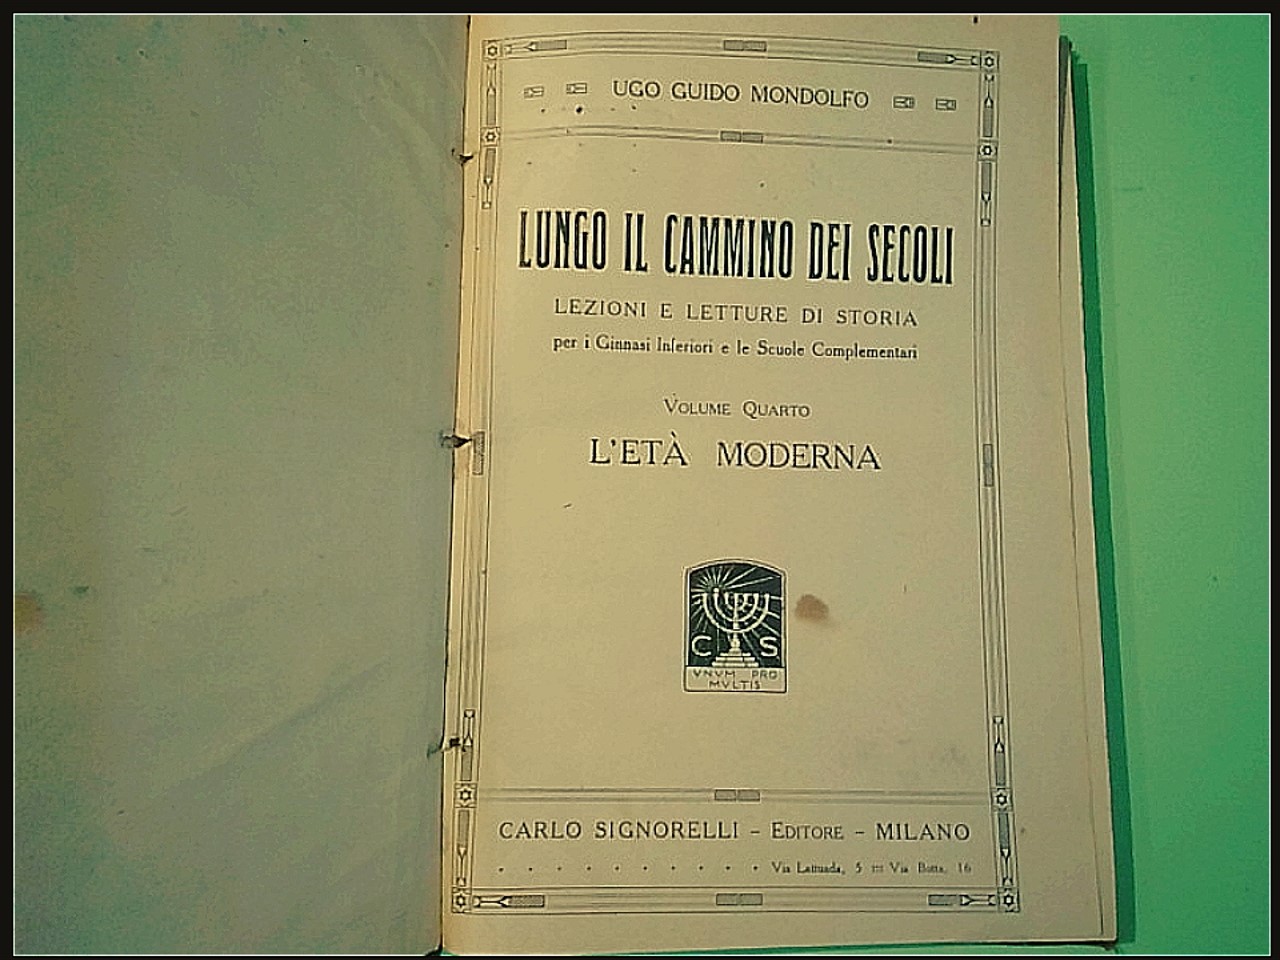 UGO GUIDO MONDOLFO
LUNGO IL CAMMINO DEI SECOLI
LEZIONI E LETTURE DI STORIA
per i Ginnasi Inferiori e le Scuole Complementari
VOLUME QUARTO
L'ETÀ MODERNA
C S
VNVM PRO
MVLTIS
CARLO SIGNORELLI - EDITORE - MILANO
Via Lattuada, 5 Via Botta, 16